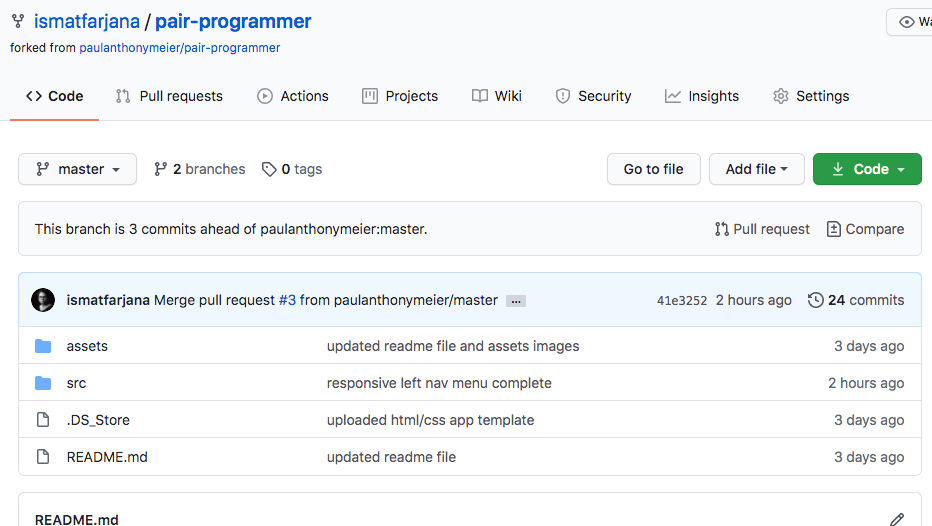 ismatfarjana / pair-programmer
forked from paulanthonymeier/pair-programmer
Code Pull requests Actions Projects Wiki Security Insights Settings
master 2 branches 0 tags Go to file Add file Code
This branch is 3 commits ahead of paulanthonymeier:master. Pull request Compare
ismatfarjana Merge pull request #3 from paulanthonymeier/master ... 41e3252 2 hours ago 24 commits
assets updated readme file and assets images 3 days ago
src responsive left nav menu complete 2 hours ago
.DS_Store uploaded html/css app template 3 days ago
README.md updated readme file 3 days ago
README.md